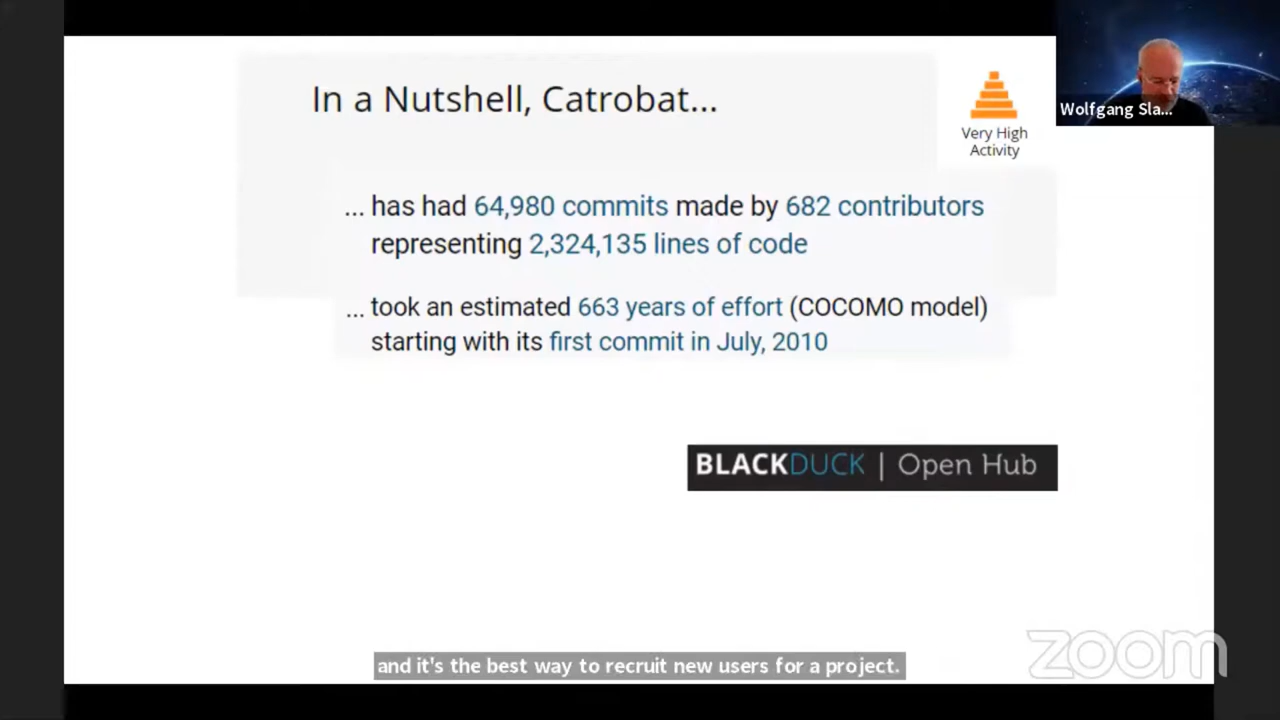 In a Nutshell, Catrobat...
Very High
Activity
Wolfgang Sla...
... has had 64,980 commits made by 682 contributors
representing 2,324,135 lines of code
... took an estimated 663 years of effort (COCOMO model)
starting with its first commit in July, 2010
BLACKDUCK | Open Hub
zoom
and it's the best way to recruit new users for a project.